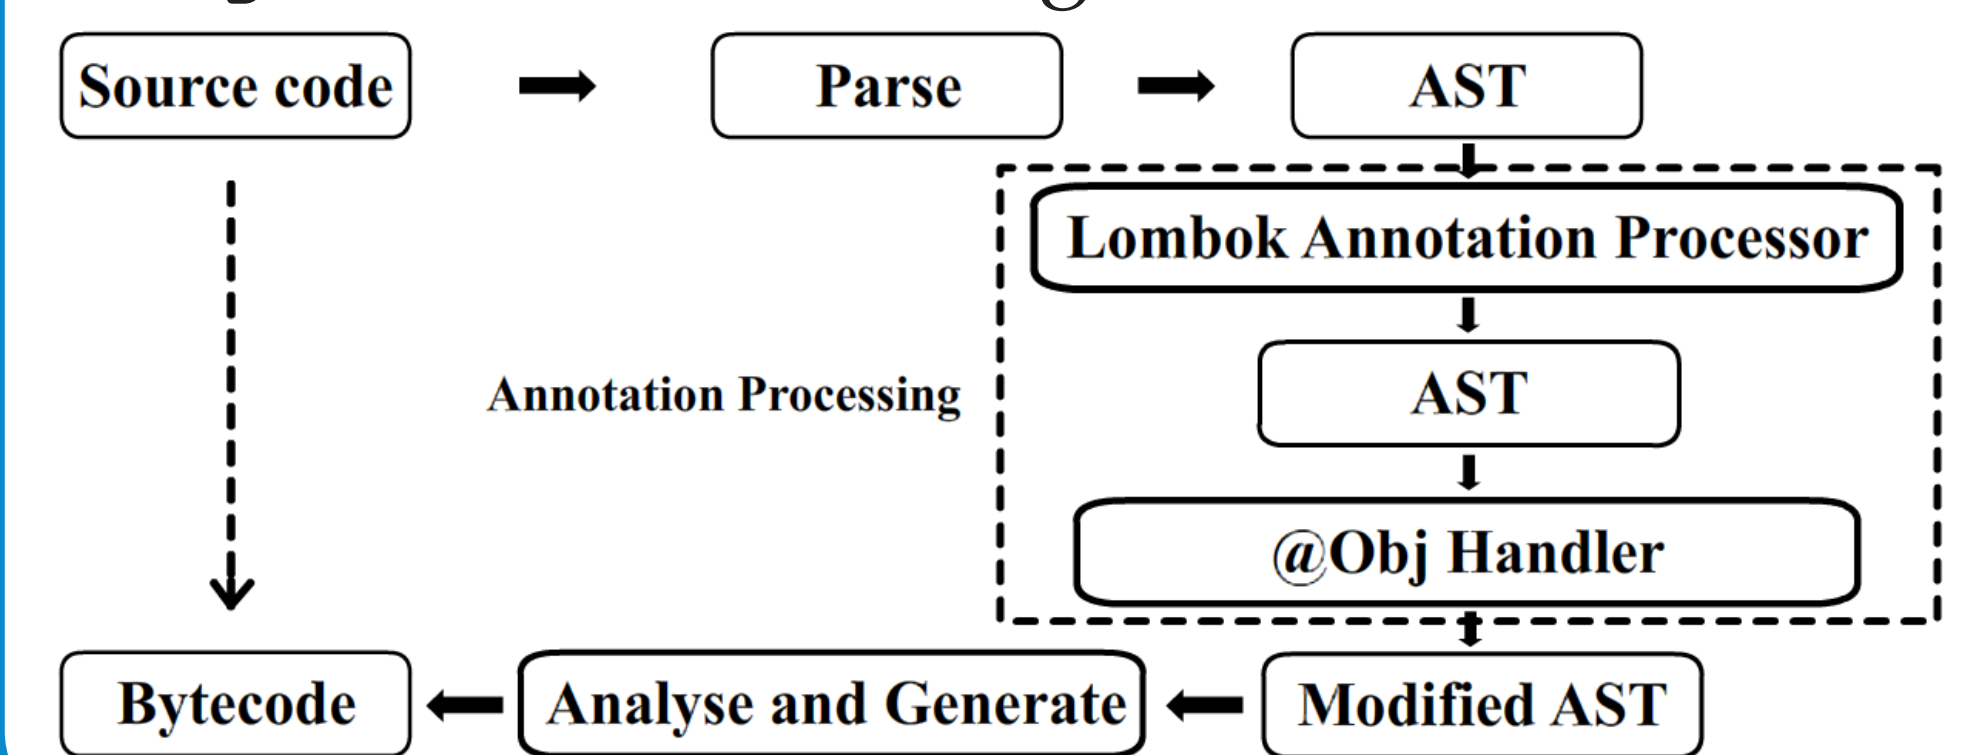 Source code
Parse
AST
Lombok Annotation Processor
Annotation Processing
AST
@Obj Handler
Bytecode
Analyse and Generate
Modified AST